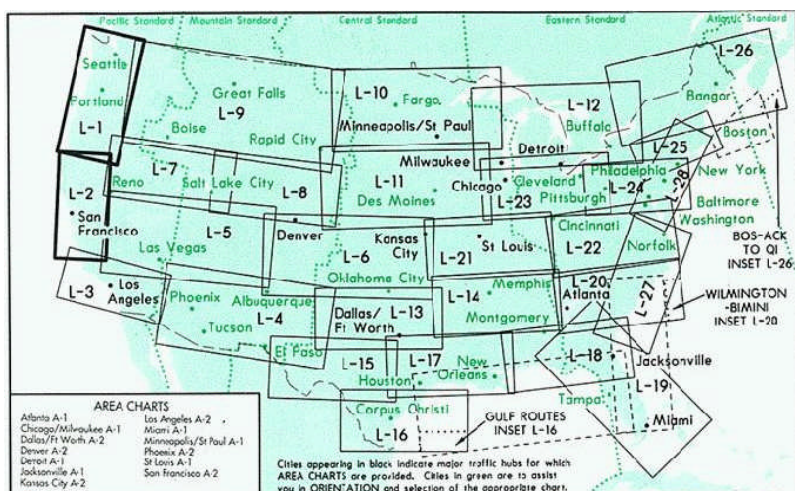 Pacific Standard
Mountain Standard
Central Standard
Eastern Standard
Atlantic Standard
L-26
Seattle
Great Falls
L-10
Fargo
L-12
Bangor
Portland
L-9
Buffalo
Boston
L-1
Boise
Rapid City
Minneapolis/St Paul
L-25
L-7
Milwaukee
Detroit
Philadelphia
New York
L-2
Reno
Salt Lake City
L-8
L-11
Chicago
Cleveland
L-24
L-28
San
Francisco
Des Moines
L-23
Pittsburgh
Baltimore
Washington
L-5
Denver
Kansas
City
St Louis
Cincinnati
Las Vegas
L-6
L-21
L-22
Norfolk
BOS-ACK
TO QI
INSET L-26
L-3
Los
Angeles
Oklahoma City
L-20
Albuquerque
L-14
Memphis
Atlanta
L-27
WILMINGTON
-BIMINI
INSET L-20
Phoenix
L-4
Dallas/
Ft Worth
L-13
Montgomery
Tucson
El Paso
L-15
L-17
New
Orleans
L-18
Jacksonville
Houston
Tampa
L-19
Corpus Christi
L-16
GULF ROUTES
INSET L-16
Miami
AREA CHARTS
Atlanta A-1
Chicago/Milwaukee A-1
Dallas/Ft Worth A-2
Denver A-2
Detroit A-1
Jacksonville A-1
Kansas City A-2
Los Angeles A-2
Miami A-1
Minneapolis/St Paul A-1
Phoenix A-2
St Louis A-1
San Francisco A-2
Cities appearing in black indicate major traffic hubs for which
AREA CHARTS are provided. Cities in green are to assist
you in ORIENTATION and selection of the appropriate chart.